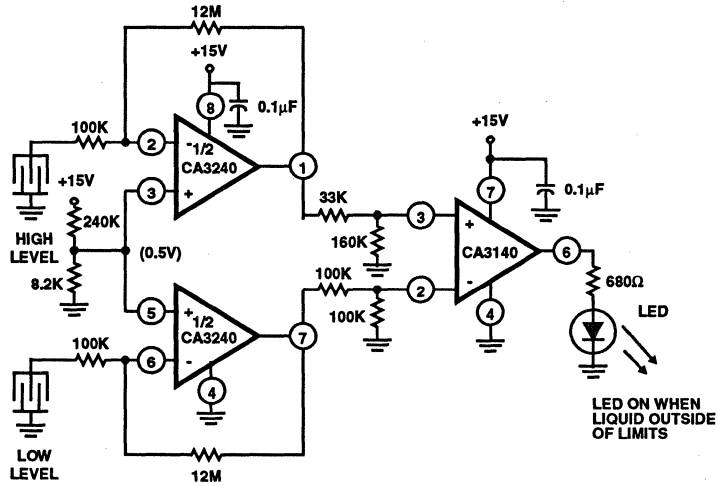 12M
+15V
8
0.1µF
100K
2
-
1/2
CA3240
1
+15V
3
+
+15V
240K
HIGH
LEVEL
8.2K
(0.5V)
33K
3
160K
7
0.1µF
+
CA3140
-
6
680Ω
LED
100K
2
100K
4
5
+
1/2
CA3240
7
100K
6
-
4
LOW
LEVEL
12M
LED ON WHEN
LIQUID OUTSIDE
OF LIMITS